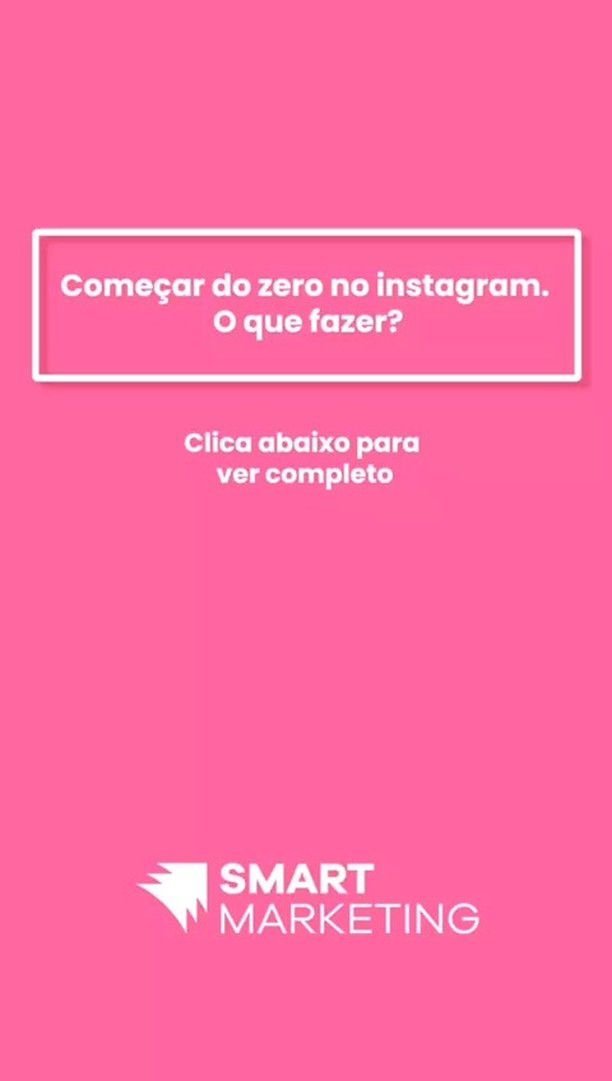 Começar do zero no instagram.
O que fazer?
Clica abaixo para
ver completo
SMART
MARKETING